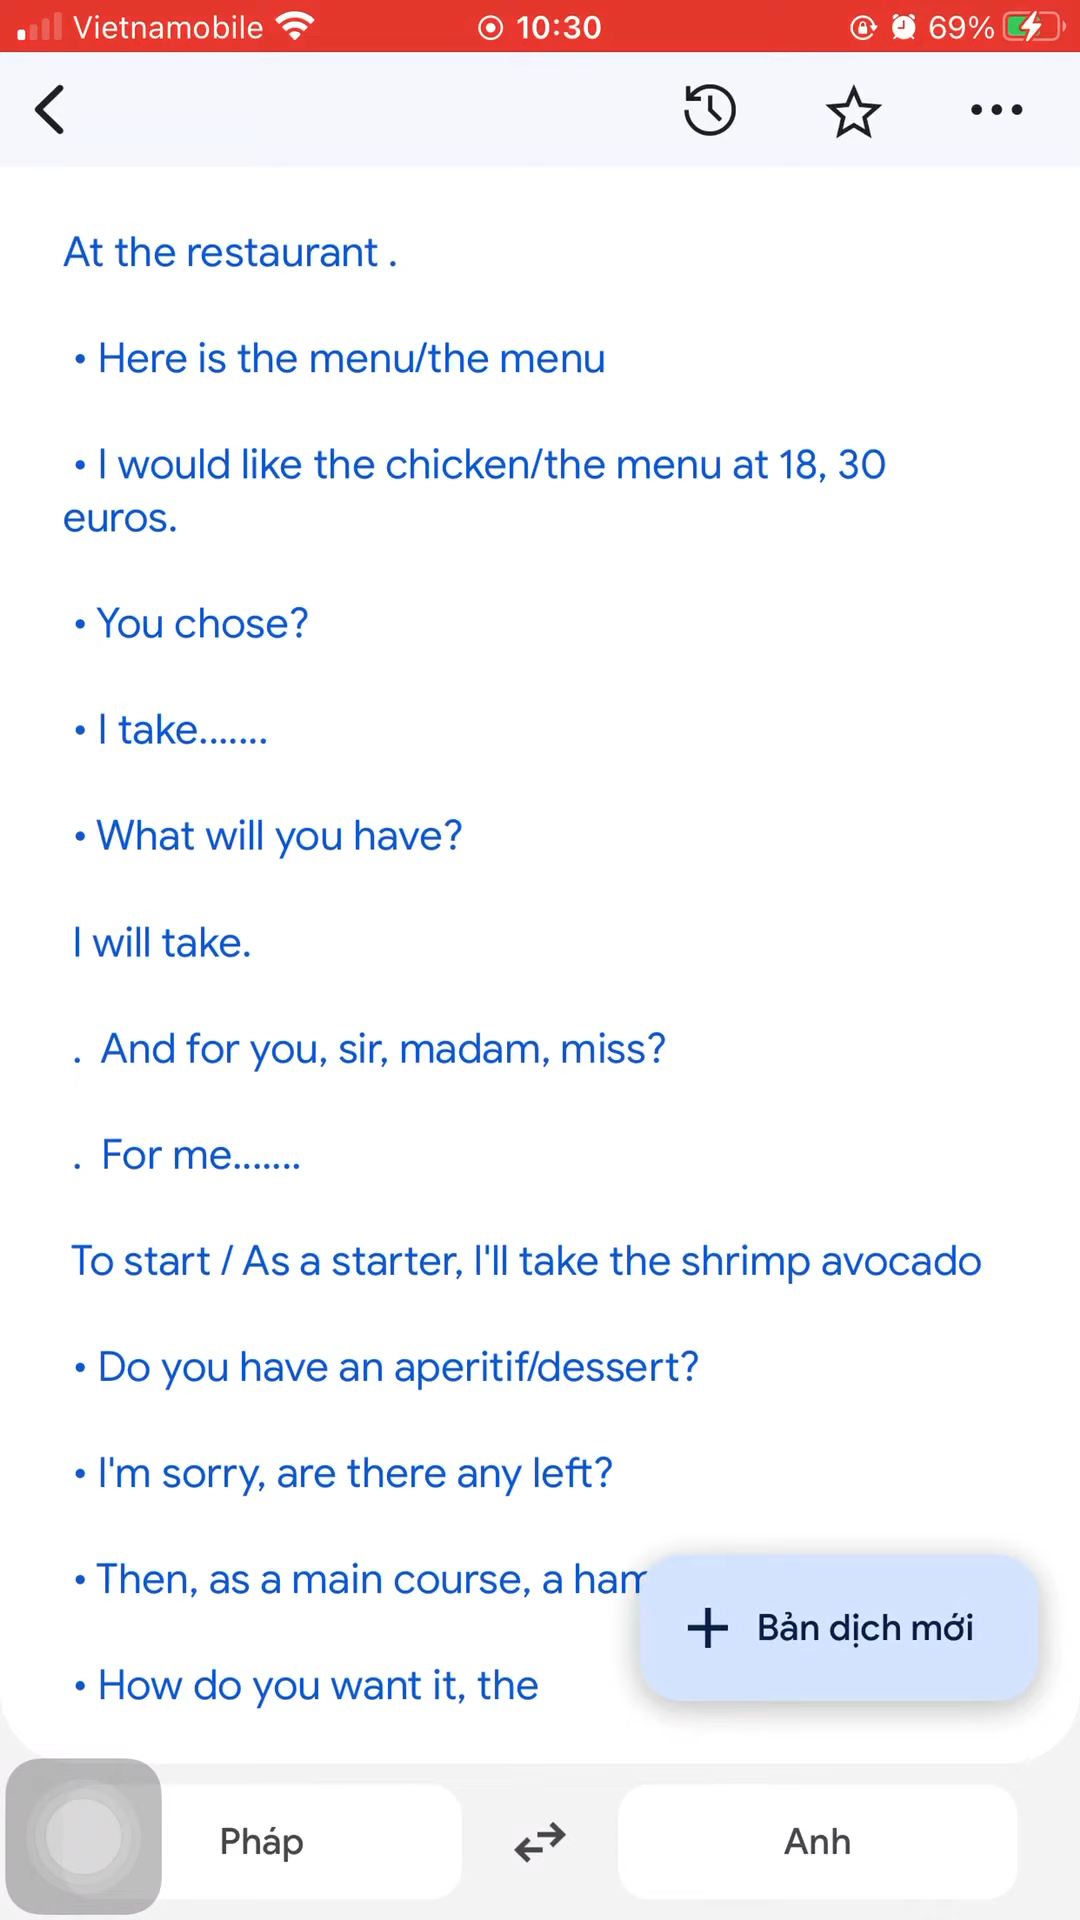 Vietnamobile 10:30 69%
At the restaurant .
• Here is the menu/the menu
• I would like the chicken/the menu at 18, 30
euros.
• You chose?
• I take.......
• What will you have?
I will take.
. And for you, sir, madam, miss?
. For me.......
To start / As a starter, I'll take the shrimp avocado
• Do you have an aperitif/dessert?
• I'm sorry, are there any left?
• Then, as a main course, a
+ Bản dịch mới
• How do you want it, the
Pháp
Anh